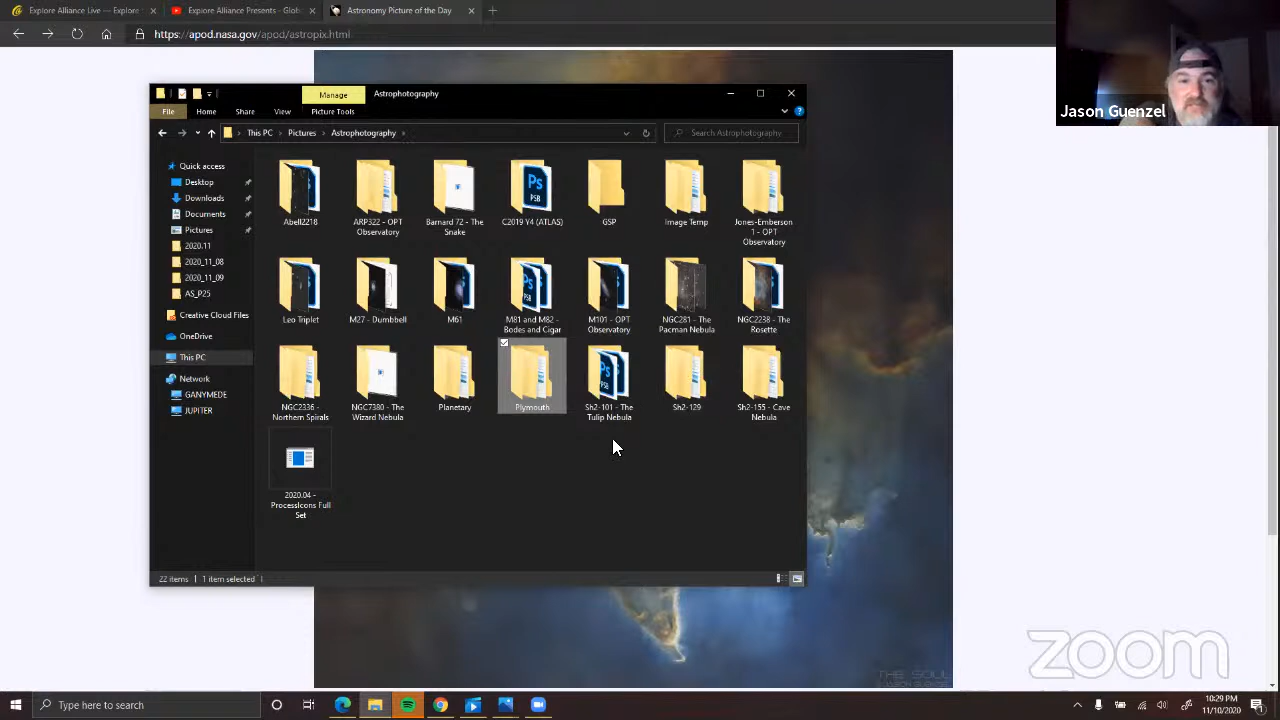 Explore Alliance Live — Explore
Explore Alliance Presents - Glob
Astronomy Picture of the Day
https://apod.nasa.gov/apod/astropix.html
Jason Guenzel
Manage
Astrophotography
File
Home
Share
View
Picture Tools
This PC
Pictures
Astrophotography
Search Astrophotography
Quick access
Desktop
Downloads
Documents
Pictures
2020.11
2020_11_08
2020_11_09
AS_P25
Creative Cloud Files
OneDrive
This PC
Network
GANYMEDE
JUPITER
Abell2218
ARP322 - OPT
Observatory
Barnard 72 - The
Snake
Ps
PSB
C2019 Y4 (ATLAS)
GSP
Image Temp
Jones-Emberson
1 - OPT
Observatory
Leo Triplet
M27 - Dumbbell
M61
PSB
M81 and M82 -
Bodes and Cigar
M101 - OPT
Observatory
NGC281 - The
Pacman Nebula
NGC2238 - The
Rosette
NGC2336 -
Northern Spirals
NGC7380 - The
Wizard Nebula
Planetary
Plymouth
PSB
Sh2-101 - The
Tulip Nebula
Sh2-129
Sh2-155 - Cave
Nebula
2020.04 -
ProcessIcons Full
Set
22 items
1 item selected
THE SOUL
zoom
Type here to search
10:29 PM
11/10/2020